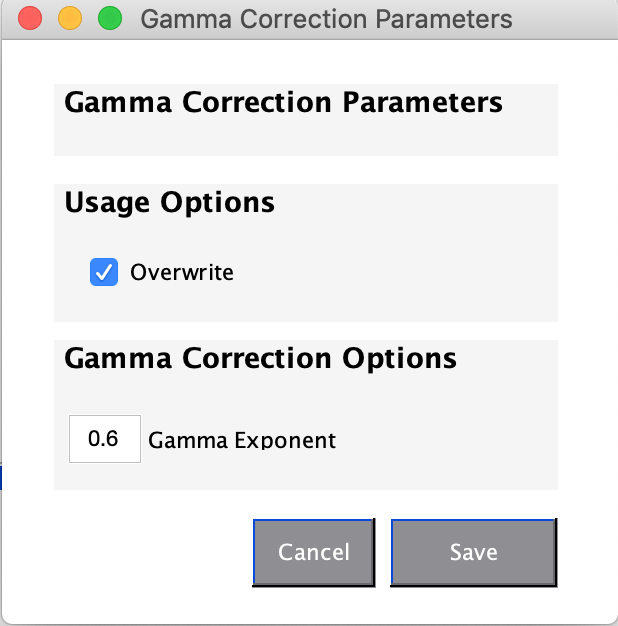 Gamma Correction Parameters
Gamma Correction Parameters
Usage Options
Overwrite
Gamma Correction Options
0.6 Gamma Exponent
Cancel Save